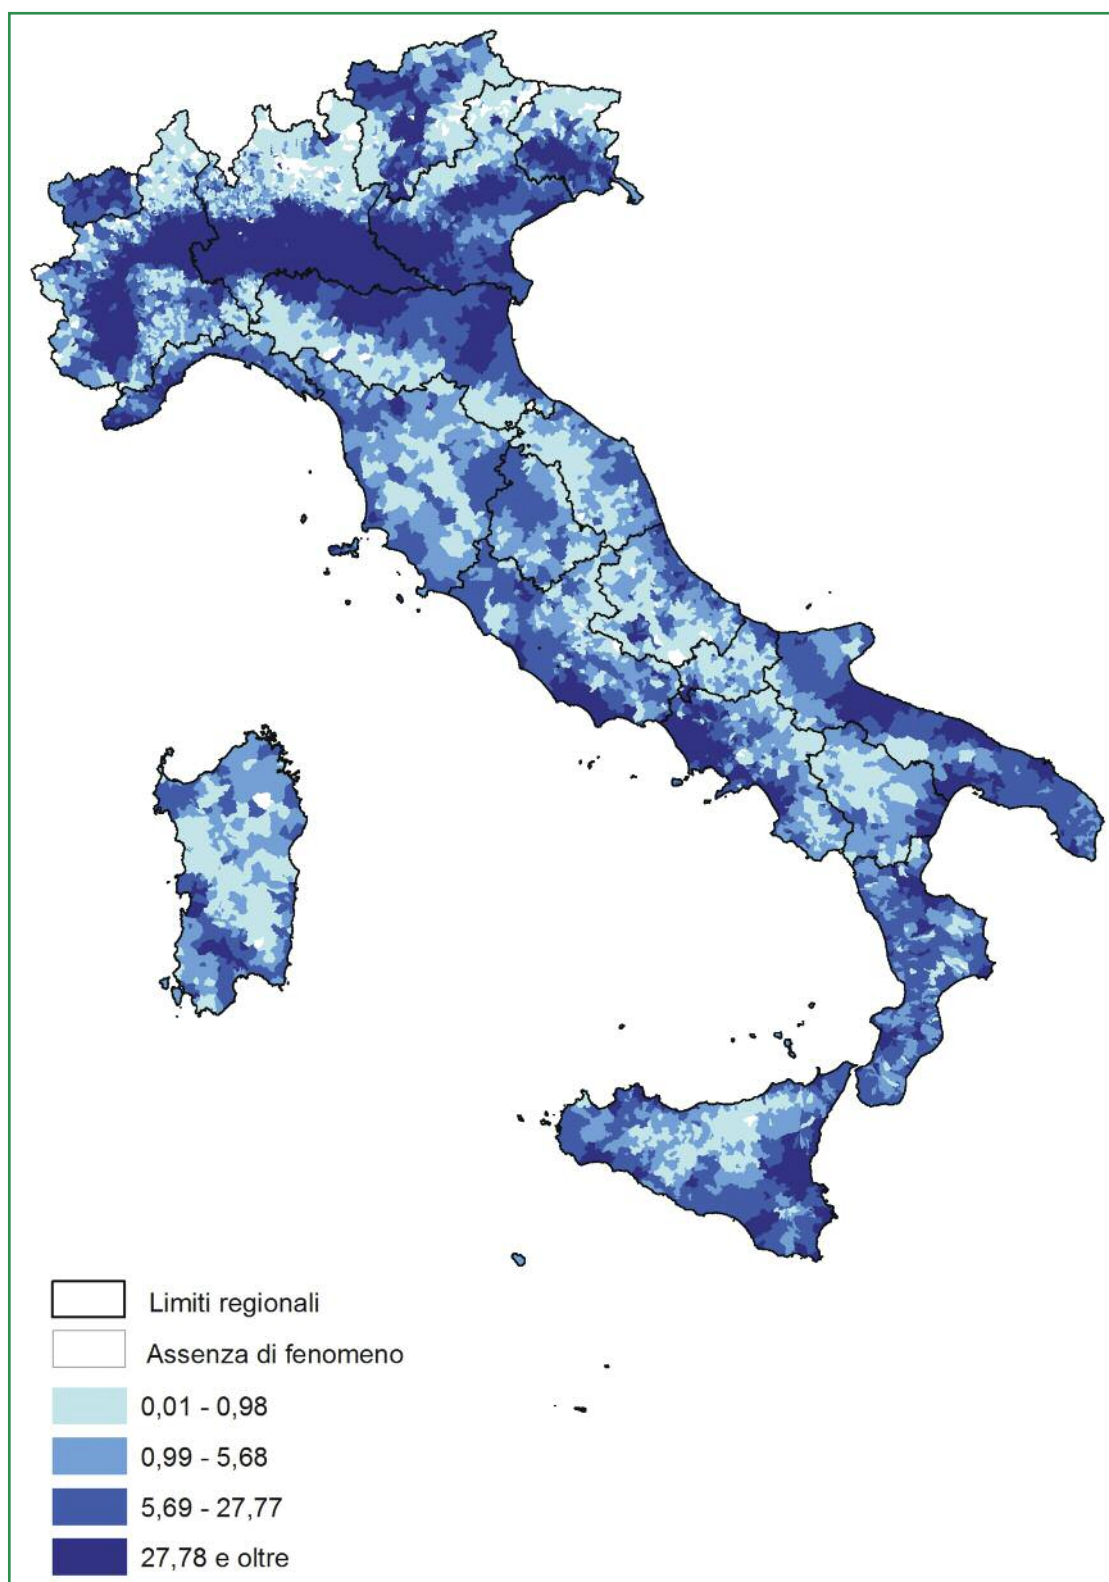 Limiti regionali
Assenza di fenomeno
0,01 - 0,98
0,99 - 5,68
5,69 - 27,77
27,78 e oltre